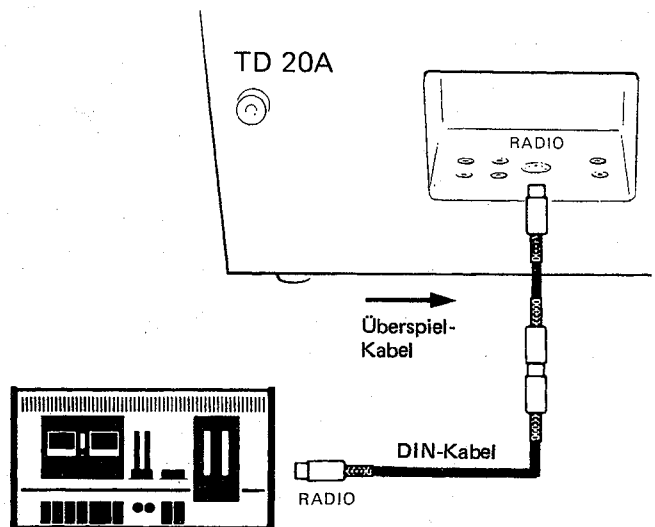 TD 20A
RADIO
Überspiel-
Kabel
DIN-Kabel
RADIO